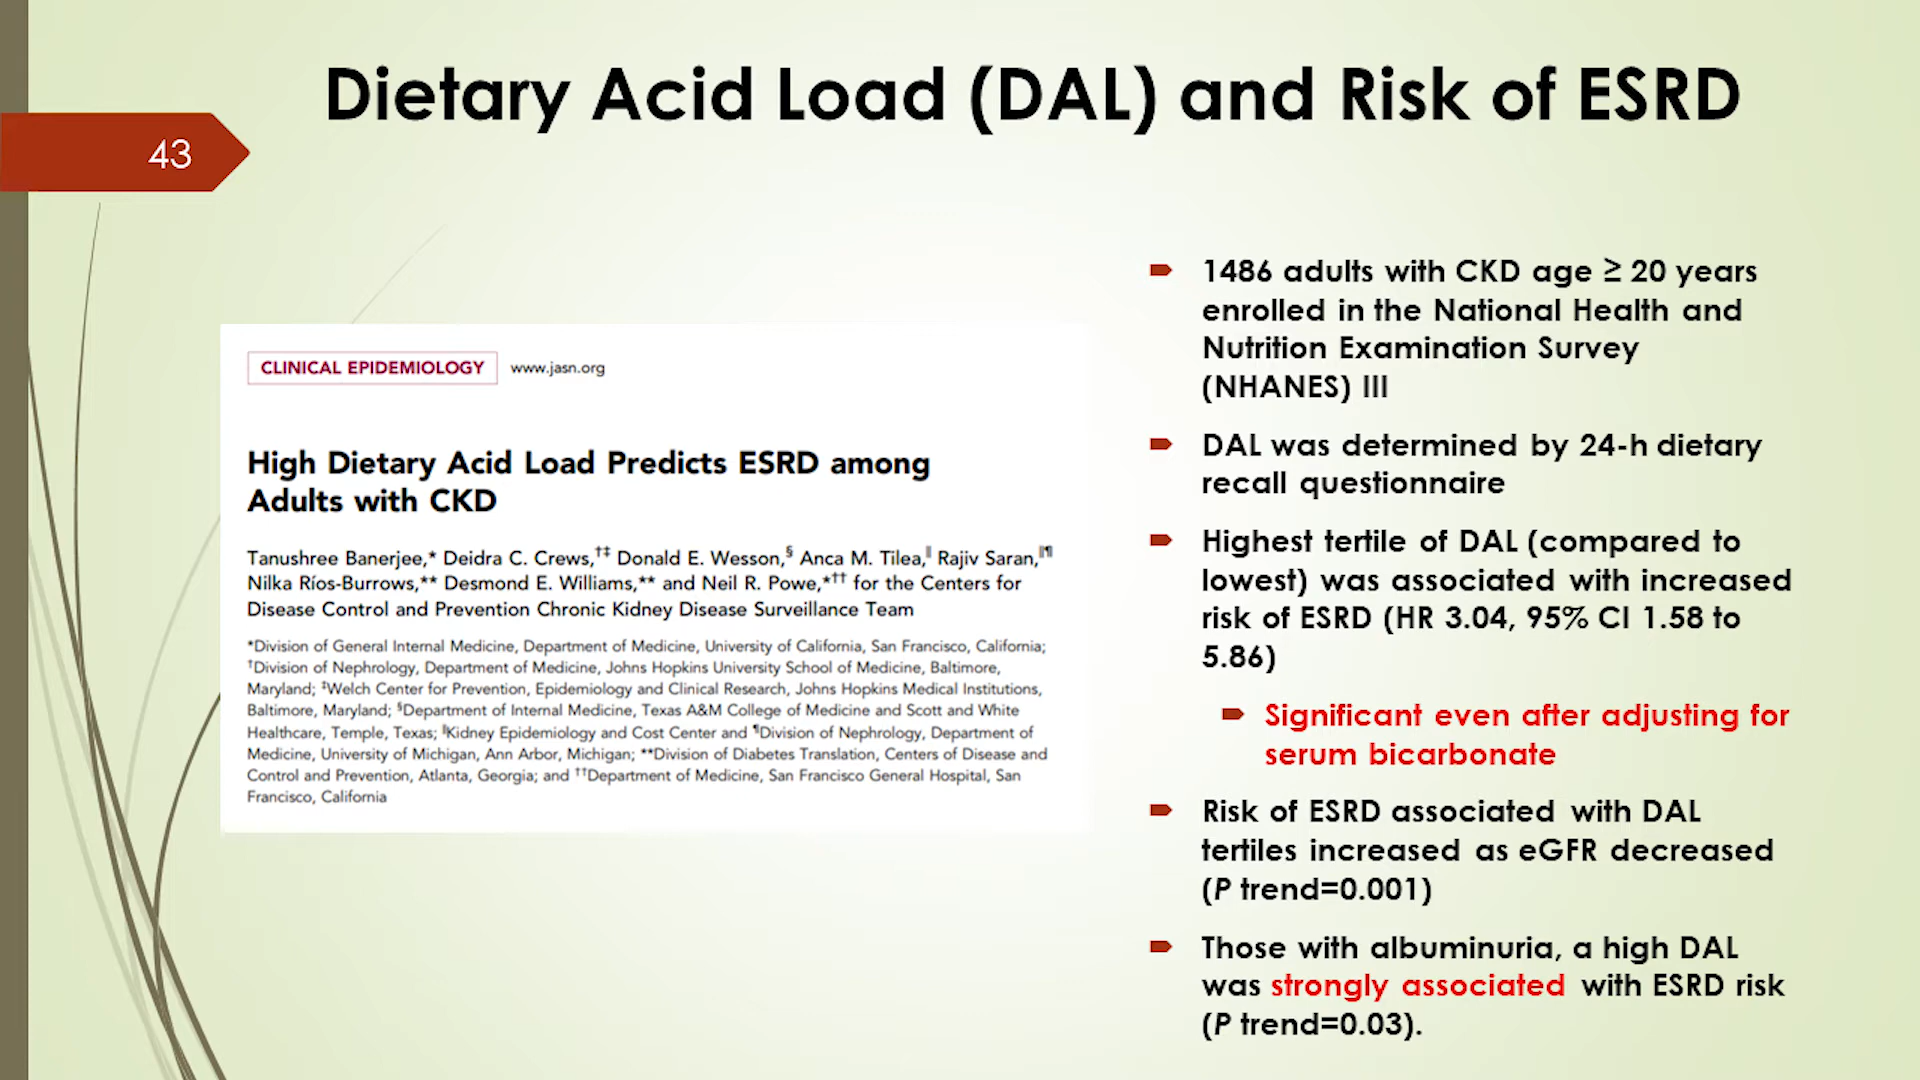 Dietary Acid Load (DAL) and Risk of ESRD
43
CLINICAL EPIDEMIOLOGY www.jasn.org
High Dietary Acid Load Predicts ESRD among
Adults with CKD
Tanushree Banerjee,* Deidra C. Crews,†‡ Donald E. Wesson,§ Anca M. Tilea,‖ Rajiv Saran,‖¶
Nilka Ríos-Burrows,** Desmond E. Williams,** and Neil R. Powe,*†† for the Centers for
Disease Control and Prevention Chronic Kidney Disease Surveillance Team
*Division of General Internal Medicine, Department of Medicine, University of California, San Francisco, California;
†Division of Nephrology, Department of Medicine, Johns Hopkins University School of Medicine, Baltimore,
Maryland; ‡Welch Center for Prevention, Epidemiology and Clinical Research, Johns Hopkins Medical Institutions,
Baltimore, Maryland; §Department of Internal Medicine, Texas A&M College of Medicine and Scott and White
Healthcare, Temple, Texas; ‖Kidney Epidemiology and Cost Center and ¶Division of Nephrology, Department of
Medicine, University of Michigan, Ann Arbor, Michigan; **Division of Diabetes Translation, Centers of Disease and
Control and Prevention, Atlanta, Georgia; and ††Department of Medicine, San Francisco General Hospital, San
Francisco, California
1486 adults with CKD age ≥ 20 years
enrolled in the National Health and
Nutrition Examination Survey
(NHANES) III
DAL was determined by 24-h dietary
recall questionnaire
Highest tertile of DAL (compared to
lowest) was associated with increased
risk of ESRD (HR 3.04, 95% CI 1.58 to
5.86)
Significant even after adjusting for
serum bicarbonate
Risk of ESRD associated with DAL
tertiles increased as eGFR decreased
(P trend=0.001)
Those with albuminuria, a high DAL
was strongly associated with ESRD risk
(P trend=0.03).